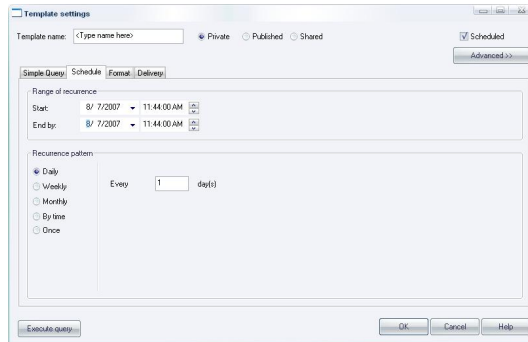 Template settings
Template name: <Type name here> Private Published Shared Scheduled
Advanced >>
Simple Query Schedule Format Delivery
Range of recurrence
Start: 8/ 7/2007 11:44:00 AM
End by: 8/ 7/2007 11:44:00 AM
Recurrence pattern
Daily
Weekly Every 1 day(s)
Monthly
By time
Once
Execute query OK Cancel Help